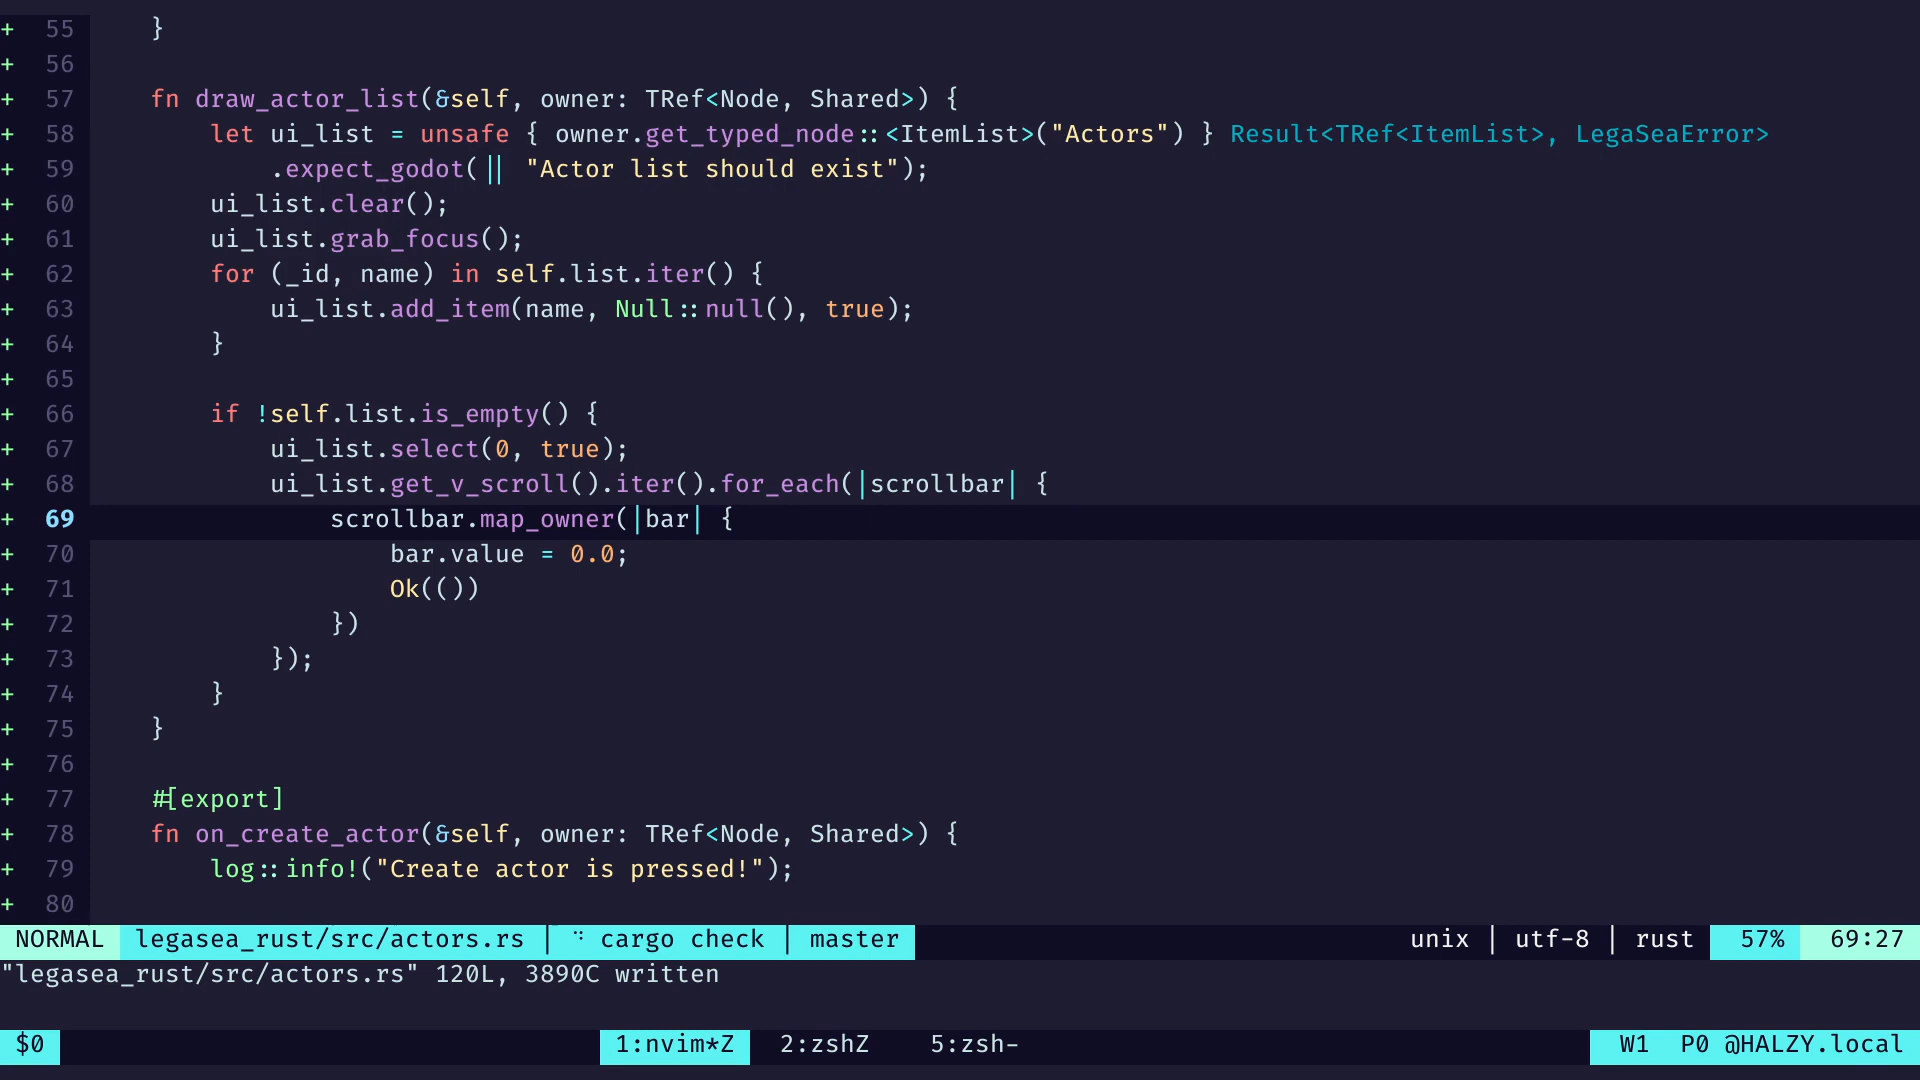 + 55     }
+ 56
+ 57     fn draw_actor_list(&self, owner: TRef<Node, Shared>) {
+ 58         let ui_list = unsafe { owner.get_typed_node::<ItemList>("Actors") } Result<TRef<ItemList>, LegaSeaError>
+ 59             .expect_godot(|| "Actor list should exist");
+ 60         ui_list.clear();
+ 61         ui_list.grab_focus();
+ 62         for (_id, name) in self.list.iter() {
+ 63             ui_list.add_item(name, Null::null(), true);
+ 64         }
+ 65
+ 66         if !self.list.is_empty() {
+ 67             ui_list.select(0, true);
+ 68             ui_list.get_v_scroll().iter().for_each(|scrollbar| {
+ 69                 scrollbar.map_owner(|bar| {
+ 70                     bar.value = 0.0;
+ 71                     Ok(())
+ 72                 })
+ 73             });
+ 74         }
+ 75     }
+ 76
+ 77     #[export]
+ 78     fn on_create_actor(&self, owner: TRef<Node, Shared>) {
+ 79         log::info!("Create actor is pressed!");
+ 80
NORMAL legasea_rust/src/actors.rs | cargo check | master unix | utf-8 | rust 57% 69:27
"legasea_rust/src/actors.rs" 120L, 3890C written
$0 1:nvim*Z 2:zshZ 5:zsh- W1 P0 @HALZY.local